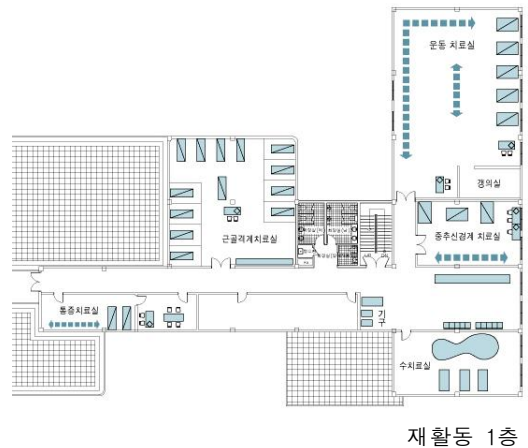 운동 치료실
갱의실
근골격계치료실
중추신경계 치료실
통증치료실
기
구
수치료실
재활동 1층